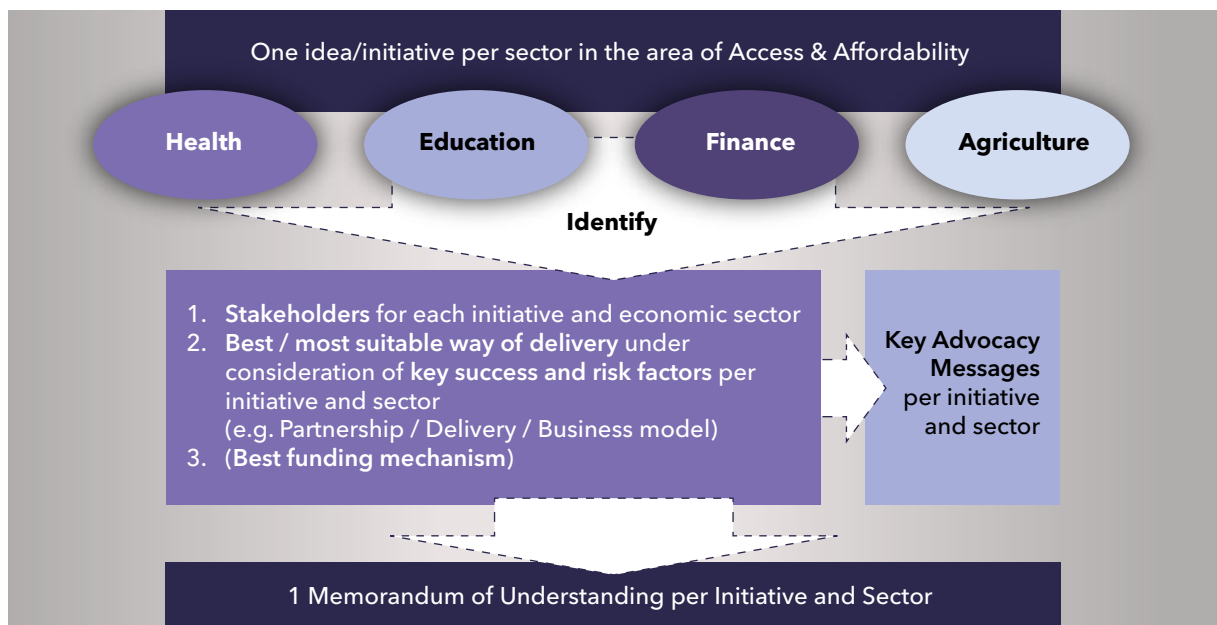 One idea/initiative per sector in the area of Access & Affordability
Health
Education
Finance
Agriculture
Identify
1. Stakeholders for each initiative and economic sector
2. Best / most suitable way of delivery under
consideration of key success and risk factors per
initiative and sector
(e.g. Partnership / Delivery / Business model)
3. (Best funding mechanism)
Key Advocacy
Messages
per initiative
and sector
1 Memorandum of Understanding per Initiative and Sector